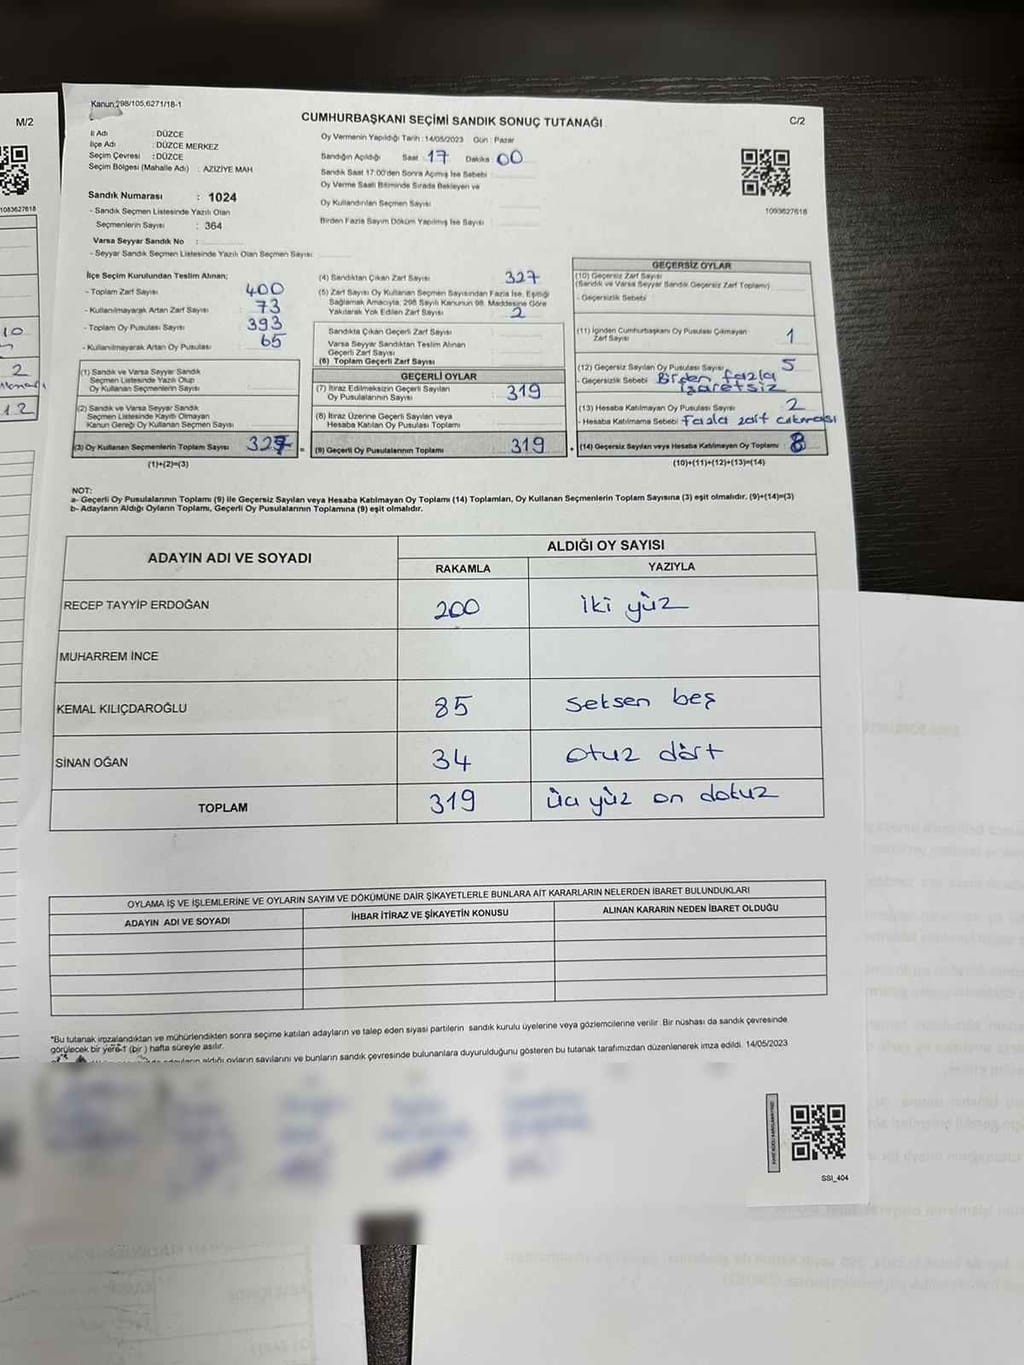 M/2
1083627618
10
2
12
Kanun,298/105,6271/18-1
C/2
CUMHURBAŞKANI SEÇİMİ SANDIK SONUÇ TUTANAĞI
İl Adı : DÜZCE
İlçe Adı : DÜZCE MERKEZ
Seçim Çevresi : DÜZCE
Seçim Bölgesi (Mahalle Adı) : AZIZIYE MAH
Oy Vermenin Yapıldığı Tarih : 14/05/2023 Gün : Pazar
Sandığın Açıldığı Saat 17 Dakika 00
Sandık Saat 17:00'den Sonra Açılmış İse Sebebi
Oy Verme Saati Bitiminde Sırada Bekleyen ve
Oy Kullandırılan Seçmen Sayısı
Birden Fazla Sayım Döküm Yapılmış İse Sayısı
1093627618
Sandık Numarası : 1024
- Sandık Seçmen Listesinde Yazılı Olan
Seçmenlerin Sayısı : 364
Varsa Seyyar Sandık No :
- Seyyar Sandık Seçmen Listesinde Yazılı Olan Seçmen Sayısı:
İlçe Seçim Kurulundan Teslim Alınan;
- Toplam Zarf Sayısı 400
- Kullanılmayarak Artan Zarf Sayısı 73
- Toplam Oy Pusulası Sayısı 393
- Kullanılmayarak Artan Oy Pusulası 65
(1) Sandık ve Varsa Seyyar Sandık
Seçmen Listesinde Yazılı Olup
Oy Kullanan Seçmenlerin Sayısı
(2) Sandık ve Varsa Seyyar Sandık
Seçmen Listesinde Kayıtlı Olmayan
Kanun Gereği Oy Kullanan Seçmen Sayısı
(3) Oy Kullanan Seçmenlerin Toplam Sayısı 327
(1)+(2)=(3)
(4) Sandıktan Çıkan Zarf Sayısı 327
(5) Zarf Sayısı Oy Kullanan Seçmen Sayısından Fazla İse, Eşitliği
Sağlamak Amacıyla, 298 Sayılı Kanunun 98. Maddesine Göre
Yakılarak Yok Edilen Zarf Sayısı 2
Sandıkta Çıkan Geçerli Zarf Sayısı
Varsa Seyyar Sandıktan Teslim Alınan
Geçerli Zarf Sayısı
(6) Toplam Geçerli Zarf Sayısı
GEÇERLİ OYLAR
(7) İtiraz Edilmeksizin Geçerli Sayılan
Oy Pusulasının Sayısı 319
(8) İtiraz Üzerine Geçerli Sayılan veya
Hesaba Katılan Oy Pusulası Toplamı
= (9) Geçerli Oy Pusulalarının Toplamı 319
GEÇERSİZ OYLAR
(10) Geçersiz Zarf Sayısı
(Sandık ve Varsa Seyyar Sandık Geçersiz Zarf Toplamı)
- Geçersizlik Sebebi
(11) İçinden Cumhurbaşkanı Oy Pusulası Çıkmayan
Zarf Sayısı 1
(12) Geçersiz Sayılan Oy Pusulası Sayısı 5
- Geçersizlik Sebebi Birden fazla
işaretsiz
(13) Hesaba Katılmayan Oy Pusulası Sayısı 2
- Hesaba Katılmama Sebebi Fazla zarf çıkması
+ (14) Geçersiz Sayılan veya Hesaba Katılmayan Oy Toplamı 8
(10)+(11)+(12)+(13)=(14)
NOT:
a- Geçerli Oy Pusulalarının Toplamı (9) ile Geçersiz Sayılan veya Hesaba Katılmayan Oy Toplamı (14) Toplamları, Oy Kullanan Seçmenlerin Toplam Sayısına (3) eşit olmalıdır. (9)+(14)=(3)
b- Adayların Aldığı Oyların Toplamı, Geçerli Oy Pusulalarının Toplamına (9) eşit olmalıdır.
ADAYIN ADI VE SOYADI
ALDIĞI OY SAYISI
RAKAMLA YAZIYLA
RECEP TAYYİP ERDOĞAN 200 iki yüz
MUHARREM İNCE
KEMAL KILIÇDAROĞLU 85 Seksen beş
SİNAN OĞAN 34 otuz dört
TOPLAM 319 üç yüz on dokuz
OYLAMA İŞ VE İŞLEMLERİNE VE OYLARIN SAYIM VE DÖKÜMÜNE DAİR ŞİKAYETLERLE BUNLARA AİT KARARLARIN NELERDEN İBARET BULUNDUKLARI
ADAYIN ADI VE SOYADI İHBAR İTİRAZ VE ŞİKAYETİN KONUSU ALINAN KARARIN NEDEN İBARET OLDUĞU
*Bu tutanak imzalandıktan ve mühürlendikten sonra seçime katılan adayların ve talep eden siyasi partilerin sandık kurulu üyelerine veya gözlemcilerine verilir. Bir nüshası da sandık çevresinde
görülecek bir yere 1 (bir ) hafta süreyle asılır.
aldığı oyların sayılarını ve bunların sandık çevresinde bulunanlara duyurulduğunu gösteren bu tutanak tarafımızdan düzenlenerek imza edildi. 14/05/2023
SSI_404